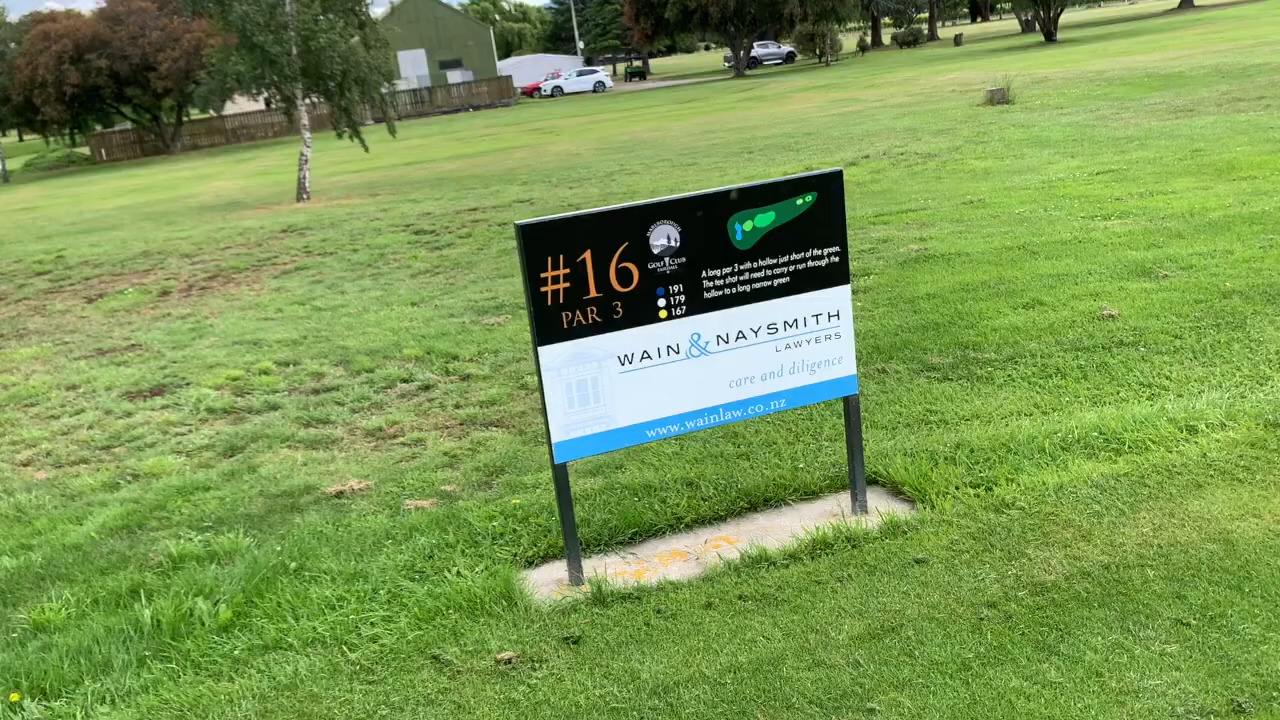 #16
PAR 3
MARLBOROUGH
GOLF CLUB
FAIRHALL
191
179
167
A long par 3 with a hollow just short of the green.
The tee shot will need to carry or run through the
hollow to a long narrow green
WAIN & NAYSMITH
LAWYERS
care and diligence
www.wainlaw.co.nz